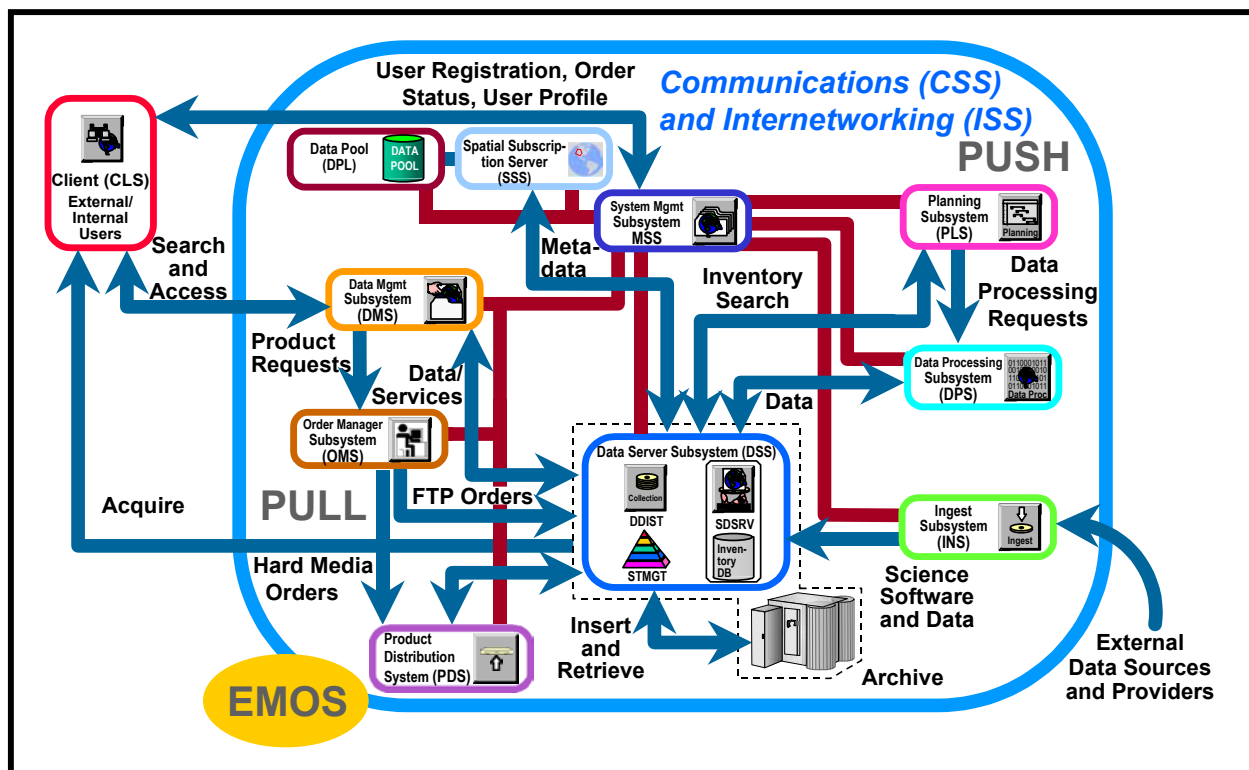 User Registration, Order
Status, User Profile
Communications (CSS)
and Internetworking (ISS)
PUSH
Client (CLS)
External/
Internal
Users
Data Pool
(DPL)
DATA
POOL
Spatial Subscrip-
tion Server
(SSS)
System Mgmt
Subsystem
MSS
Planning
Subsystem
(PLS)
Planning
Search
and
Access
Meta-
data
Inventory
Search
Data
Processing
Requests
Data Mgmt
Subsystem
(DMS)
Product
Requests
Data/
Services
Data Processing
Subsystem
(DPS)
Data Proc
Data
Order Manager
Subsystem
(OMS)
Data Server Subsystem (DSS)
Collection
DDIST
SDSRV
STMGT
Inven-
tory
DB
PULL
FTP Orders
Acquire
Ingest
Subsystem
(INS)
Ingest
Hard Media
Orders
Science
Software
and Data
Product
Distribution
System (PDS)
Insert
and
Retrieve
Archive
External
Data Sources
and Providers
EMOS